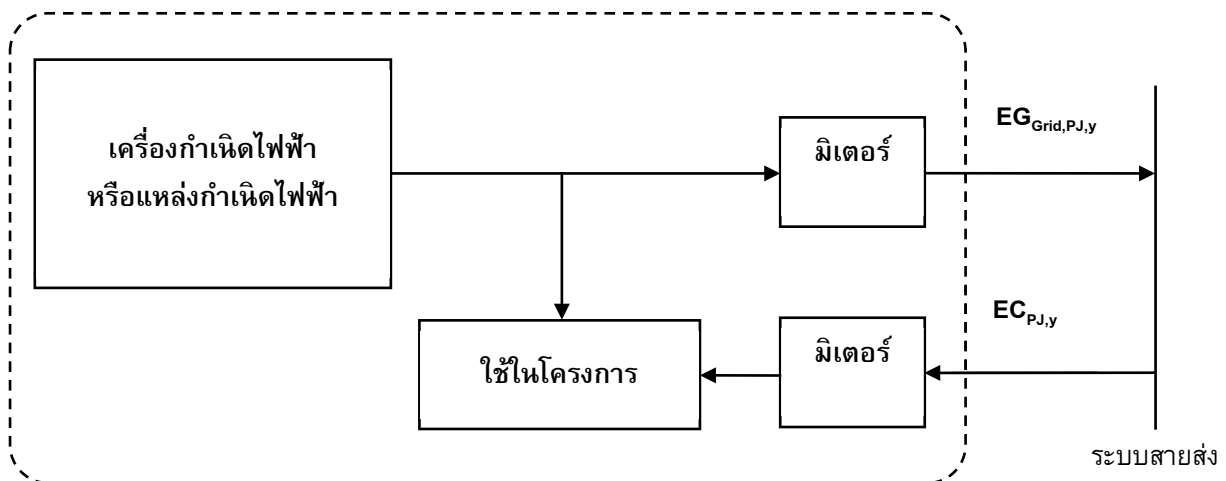 เครื่องกำเนิดไฟฟ้า
หรือแหล่งกำเนิดไฟฟ้า
มิเตอร์
EG_Grid,PJ,y
ใช้ในโครงการ
มิเตอร์
EC_PJ,y
ระบบสายส่ง